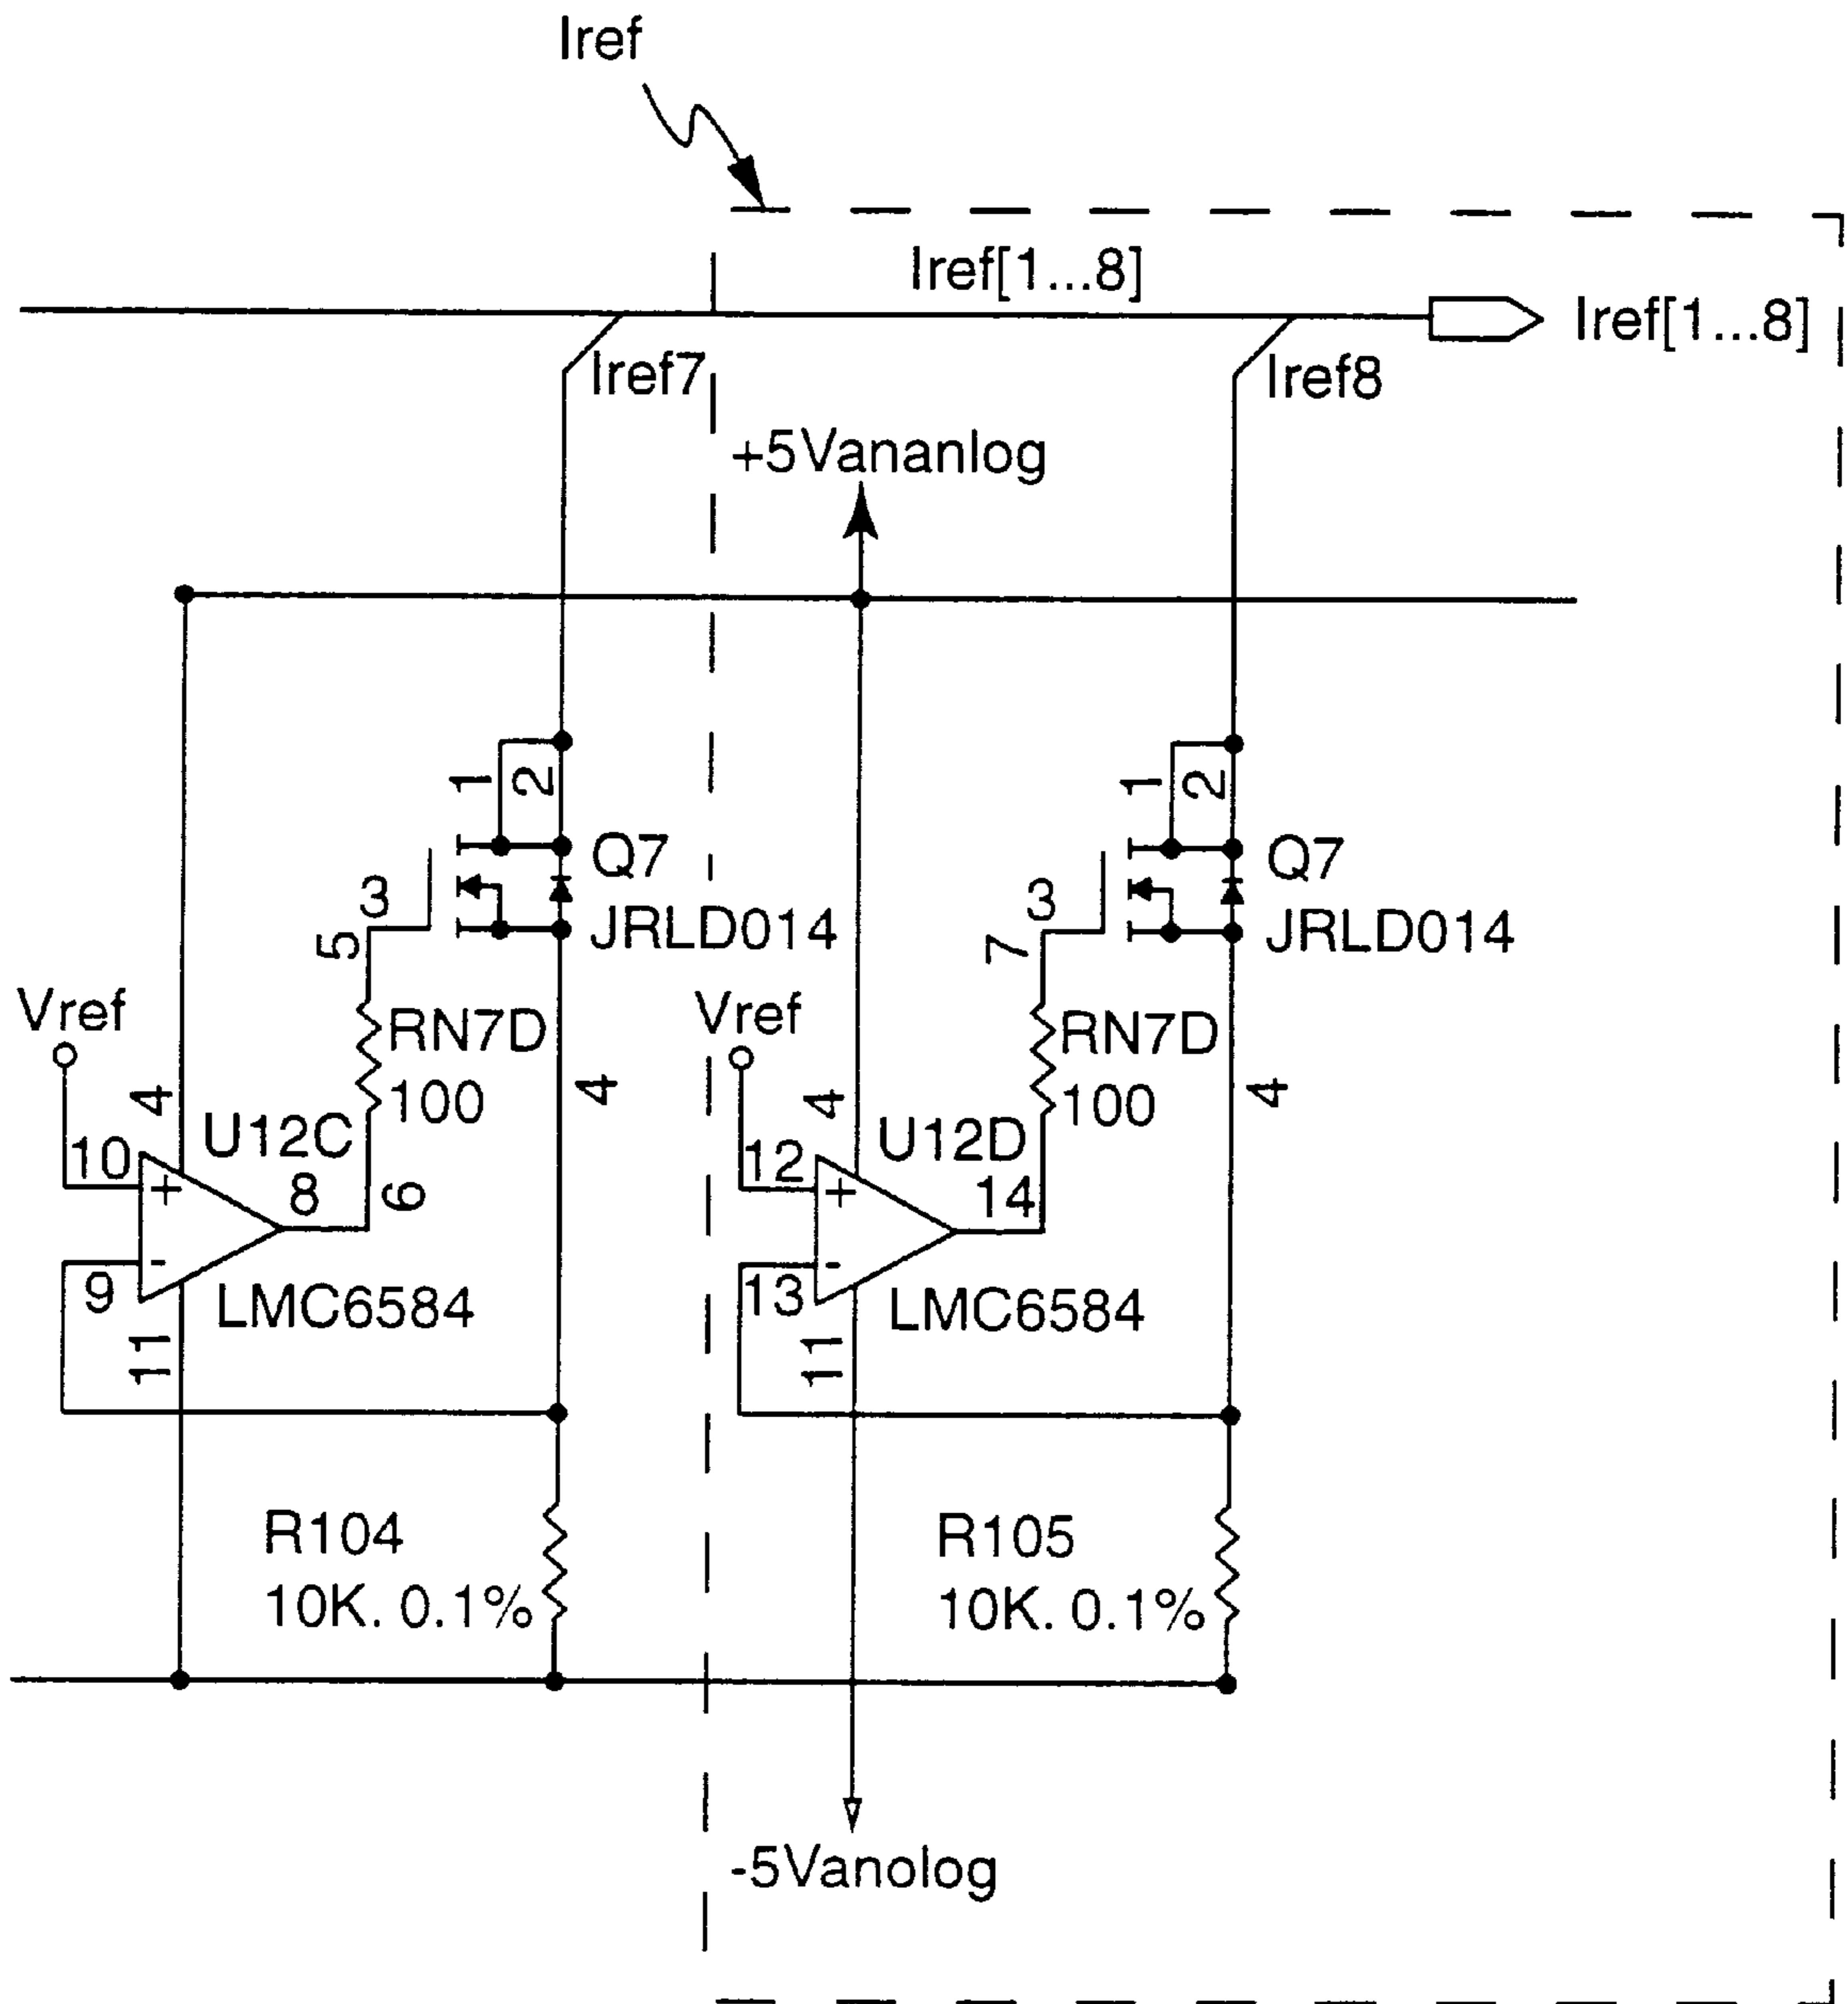 Iref
Iref[1...8]
Iref[1...8]
Iref7
Iref8
+5Vananlog
1
2
1
2
Q7
Q7
3
3
JRLD014
JRLD014
5
7
Vref
Vref
RN7D
RN7D
100
100
4
4
4
4
U12C
U12D
10
12
+
+
8
14
6
-
-
9
13
LMC6584
LMC6584
11
11
R104
R105
10K. 0.1%
10K. 0.1%
-5Vanolog